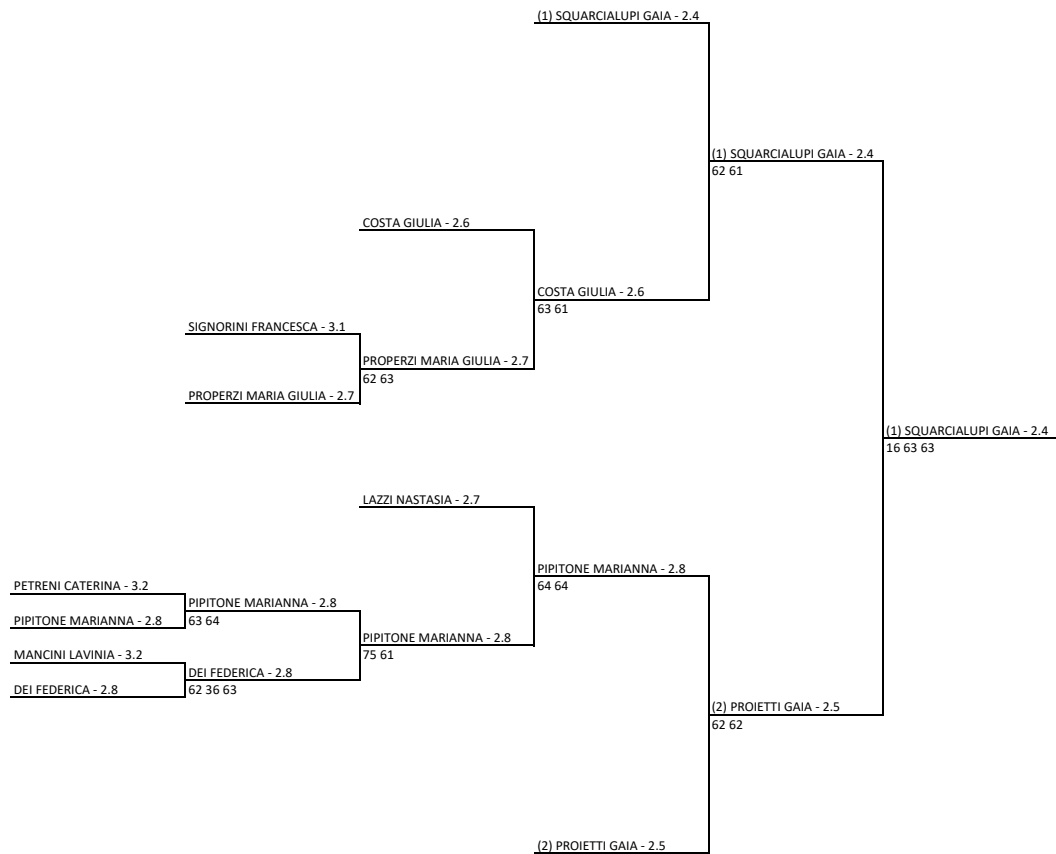 (1) SQUARCIALUPI GAIA - 2.4
(1) SQUARCIALUPI GAIA - 2.4
62 61
COSTA GIULIA - 2.6
COSTA GIULIA - 2.6
63 61
SIGNORINI FRANCESCA - 3.1
PROPERZI MARIA GIULIA - 2.7
62 63
PROPERZI MARIA GIULIA - 2.7
(1) SQUARCIALUPI GAIA - 2.4
16 63 63
LAZZI NASTASIA - 2.7
PIPITONE MARIANNA - 2.8
64 64
PETRENI CATERINA - 3.2
PIPITONE MARIANNA - 2.8
63 64
PIPITONE MARIANNA - 2.8
PIPITONE MARIANNA - 2.8
75 61
MANCINI LAVINIA - 3.2
DEI FEDERICA - 2.8
62 36 63
DEI FEDERICA - 2.8
(2) PROIETTI GAIA - 2.5
62 62
(2) PROIETTI GAIA - 2.5